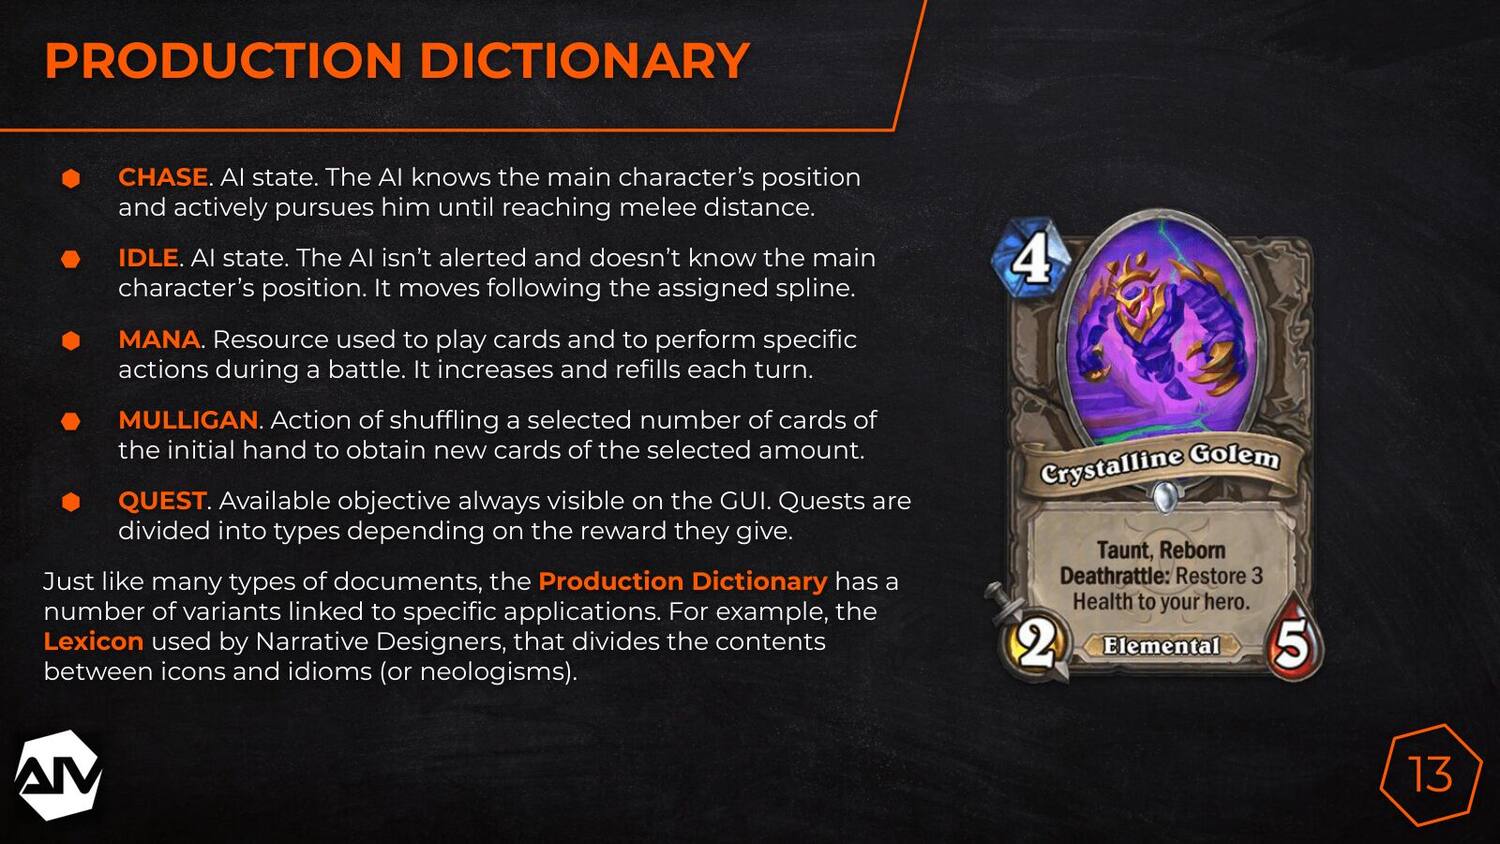 PRODUCTION DICTIONARY
CHASE. AI state. The AI knows the main character’s position
and actively pursues him until reaching melee distance.
IDLE. AI state. The AI isn’t alerted and doesn’t know the main
character’s position. It moves following the assigned spline.
MANA. Resource used to play cards and to perform specific
actions during a battle. It increases and refills each turn.
MULLIGAN. Action of shuffling a selected number of cards of
the initial hand to obtain new cards of the selected amount.
QUEST. Available objective always visible on the GUI. Quests are
divided into types depending on the reward they give.
Just like many types of documents, the Production Dictionary has a
number of variants linked to specific applications. For example, the
Lexicon used by Narrative Designers, that divides the contents
between icons and idioms (or neologisms).
4
Crystalline Golem
Taunt, Reborn
Deathrattle: Restore 3
Health to your hero.
2
Elemental
5
AIV
13